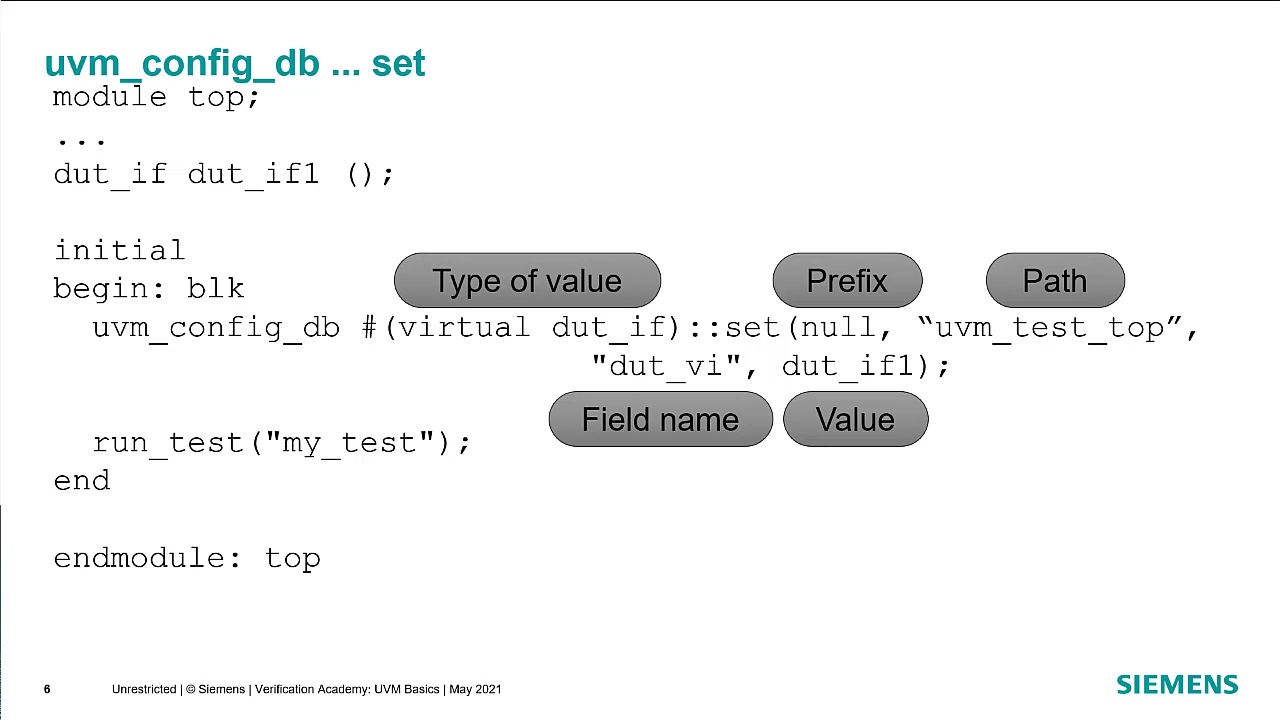 uvm_config_db ... set
module top;
...
dut_if dut_if1 ();
initial
begin: blk
Type of value
Prefix
Path
uvm_config_db #(virtual dut_if)::set(null, “uvm_test_top”,
"dut_vi", dut_if1);
Field name
Value
run_test("my_test");
end
endmodule: top
6
Unrestricted | © Siemens | Verification Academy: UVM Basics | May 2021
SIEMENS